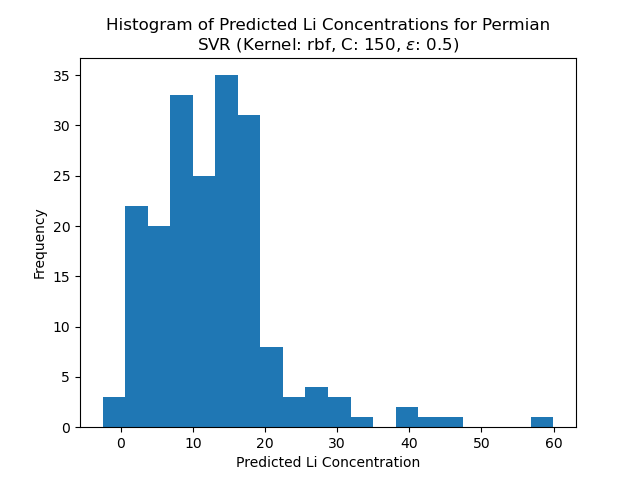 Histogram of Predicted Li Concentrations for Permian
SVR (Kernel: rbf, C: 150, ε: 0.5)
Frequency
35
30
25
20
15
10
5
0
0 10 20 30 40 50 60
Predicted Li Concentration